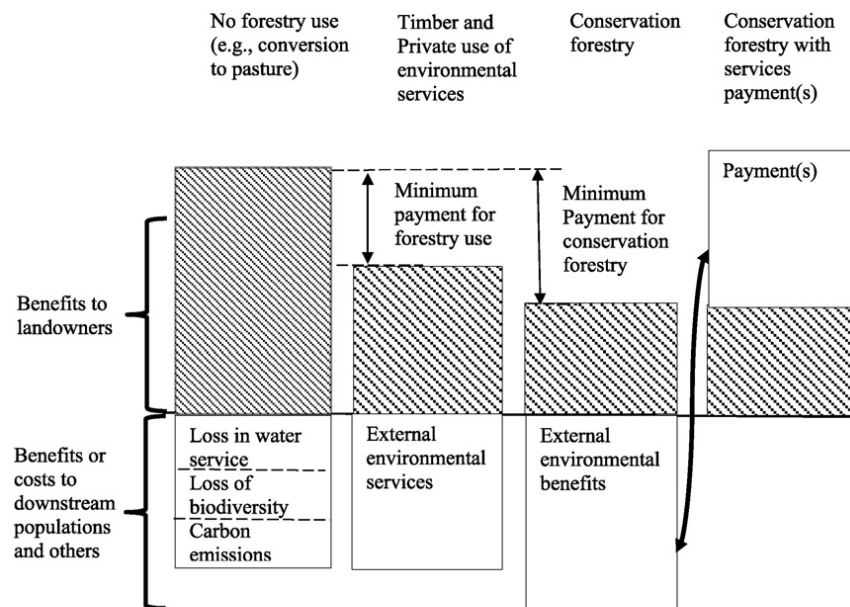 No forestry use
(e.g., conversion
to pasture)
Timber and
Private use of
environmental
services
Conservation
forestry
Conservation
forestry with
services
payment(s)
Payment(s)
Minimum
payment for
forestry use
Minimum
Payment for
conservation
forestry
Benefits to
landowners
Benefits or
costs to
downstream
populations
and others
Loss in water
service
Loss of
biodiversity
Carbon
emissions
External
environmental
services
External
environmental
benefits